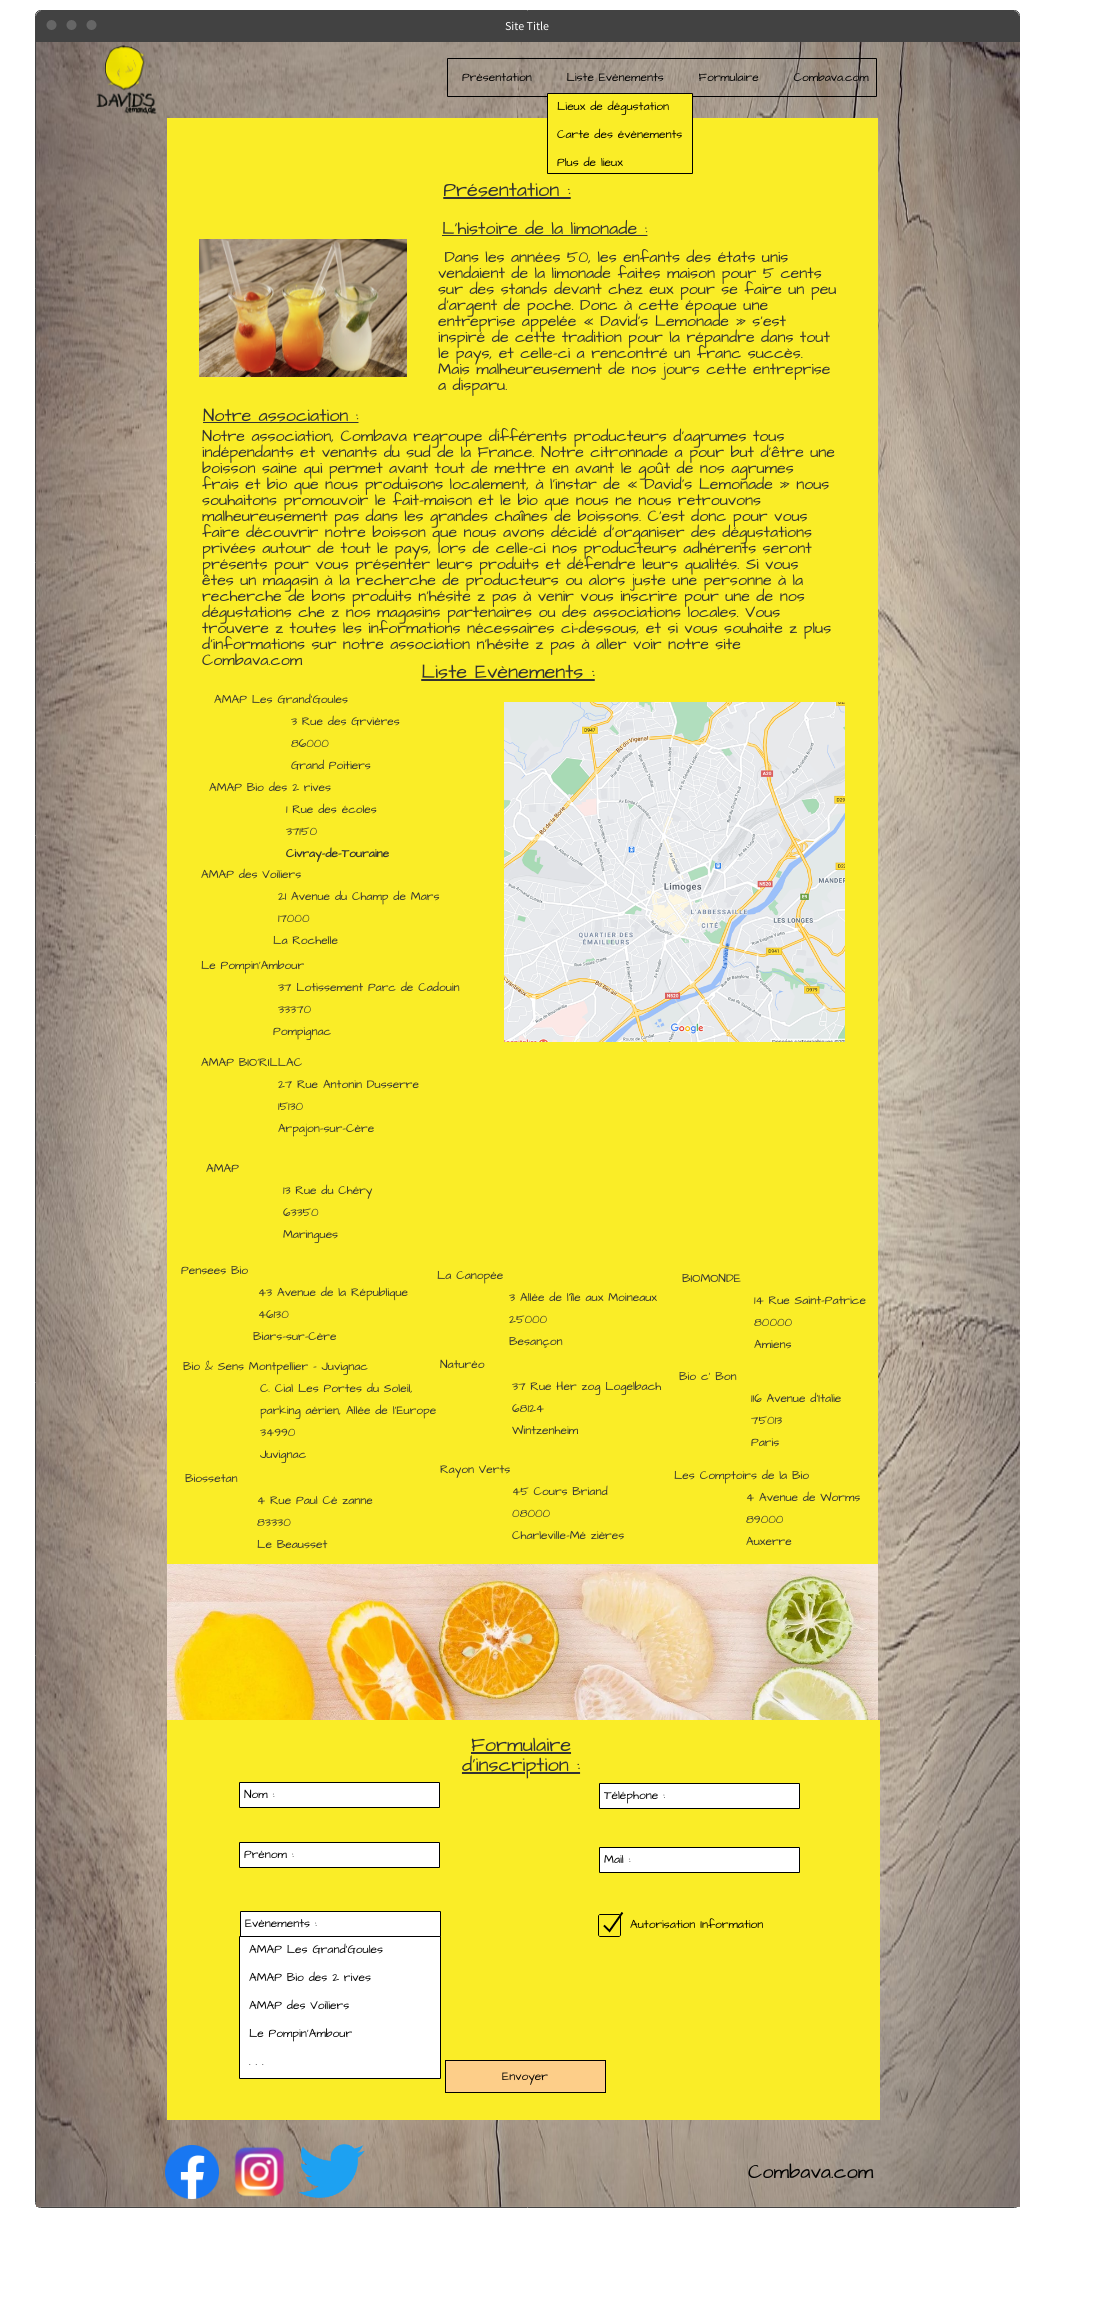 Site Title
DAVID'S
Présentation
Liste Evènements
Formulaire
Combava.com
Lieux de dégustation
Carte des évènements
Plus de lieux
Présentation :
L'histoire de la limonade :
Dans les années 50, les enfants des états unis
vendaient de la limonade faites maison pour 5 cents
sur des stands devant chez eux pour se faire un peu
d'argent de poche. Donc à cette époque une
entreprise appelée « David's Lemonade » s'est
inspiré de cette tradition pour la répandre dans tout
le pays, et celle-ci a rencontré un franc succès.
Mais malheureusement de nos jours cette entreprise
a disparu.
Notre association :
Notre association, Combava regroupe différents producteurs d'agrumes tous
indépendants et venants du sud de la France. Notre citronnade a pour but d'être une
boisson saine qui permet avant tout de mettre en avant le goût de nos agrumes
frais et bio que nous produisons localement, à l'instar de « David's Lemonade » nous
souhaitons promouvoir le fait-maison et le bio que nous ne nous retrouvons
malheureusement pas dans les grandes chaînes de boissons. C'est donc pour vous
faire découvrir notre boisson que nous avons décidé d'organiser des dégustations
privées autour de tout le pays, lors de celle-ci nos producteurs adhérents seront
présents pour vous présenter leurs produits et défendre leurs qualités. Si vous
êtes un magasin à la recherche de producteurs ou alors juste une personne à la
recherche de bons produits n'hésite z pas à venir vous inscrire pour une de nos
dégustations che z nos magasins partenaires ou des associations locales. Vous
trouvere z toutes les informations nécessaires ci-dessous, et si vous souhaite z plus
d'informations sur notre association n'hésite z pas à aller voir notre site
Combava.com
Liste Evènements :
AMAP Les Grand'Goules
3 Rue des Grvières
86000
Grand Poitiers
AMAP Bio des 2 rives
1 Rue des écoles
37150
Civray-de-Touraine
AMAP des Voiliers
21 Avenue du Champ de Mars
17000
La Rochelle
Le Pompin'Ambour
37 Lotissement Parc de Cadouin
33370
Pompignac
AMAP BIO'RILLAC
27 Rue Antonin Dusserre
15130
Arpajon-sur-Cère
AMAP
13 Rue du Chéry
63350
Maringues
D947
Bd du Vigenal
A20
Bd de la Borie
Limoges
N520
MANDER
L'ABBESSAILLE
CITÉ
LES LONGES
QUARTIER DES
ÉMAILLEURS
D941
La Vienne
Bd Bel air
N520
D979
Google
Pensees Bio
43 Avenue de la République
46130
Biars-sur-Cère
La Canopée
3 Allée de l'île aux Moineaux
25000
Besançon
BIOMONDE
14 Rue Saint-Patrice
80000
Amiens
Bio & Sens Montpellier - Juvignac
C. Cial Les Portes du Soleil,
parking aérien, Allée de l'Europe
34990
Juvignac
Naturéo
37 Rue Her zog Logelbach
68124
Wintzenheim
Bio c' Bon
116 Avenue d'Italie
75013
Paris
Biossetan
4 Rue Paul Cé zanne
83330
Le Beausset
Rayon Verts
45 Cours Briand
08000
Charleville-Mé zières
Les Comptoirs de la Bio
4 Avenue de Worms
89000
Auxerre
Formulaire
d'inscription :
Nom :
Téléphone :
Prénom :
Mail :
Evènements :
Autorisation Information
AMAP Les Grand'Goules
AMAP Bio des 2 rives
AMAP des Voiliers
Le Pompin'Ambour
. . .
Envoyer
Combava.com